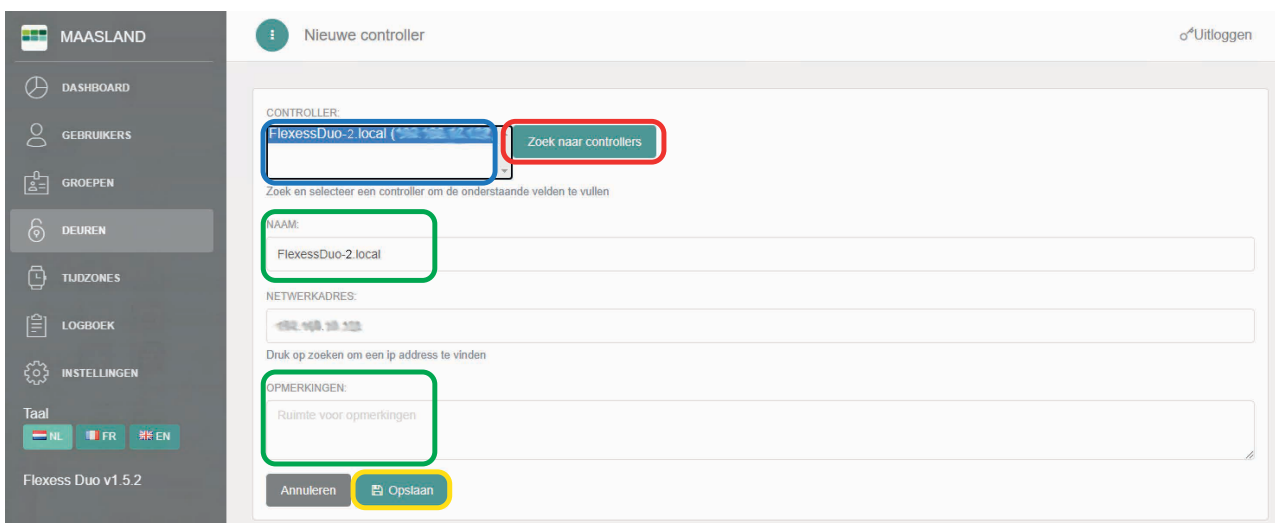 MAASLAND
Nieuwe controller
Uitloggen
DASHBOARD
GEBRUIKERS
GROEPEN
DEUREN
TIJDZONES
LOGBOEK
INSTELLINGEN
Taal
NL FR EN
Flexess Duo v1.5.2
CONTROLLER:
FlexessDuo-2.local (
Zoek naar controllers
Zoek en selecteer een controller om de onderstaande velden te vullen
NAAM:
FlexessDuo-2.local
NETWERKADRES:
Druk op zoeken om een ip address te vinden
OPMERKINGEN:
Ruimte voor opmerkingen
Annuleren
Opslaan